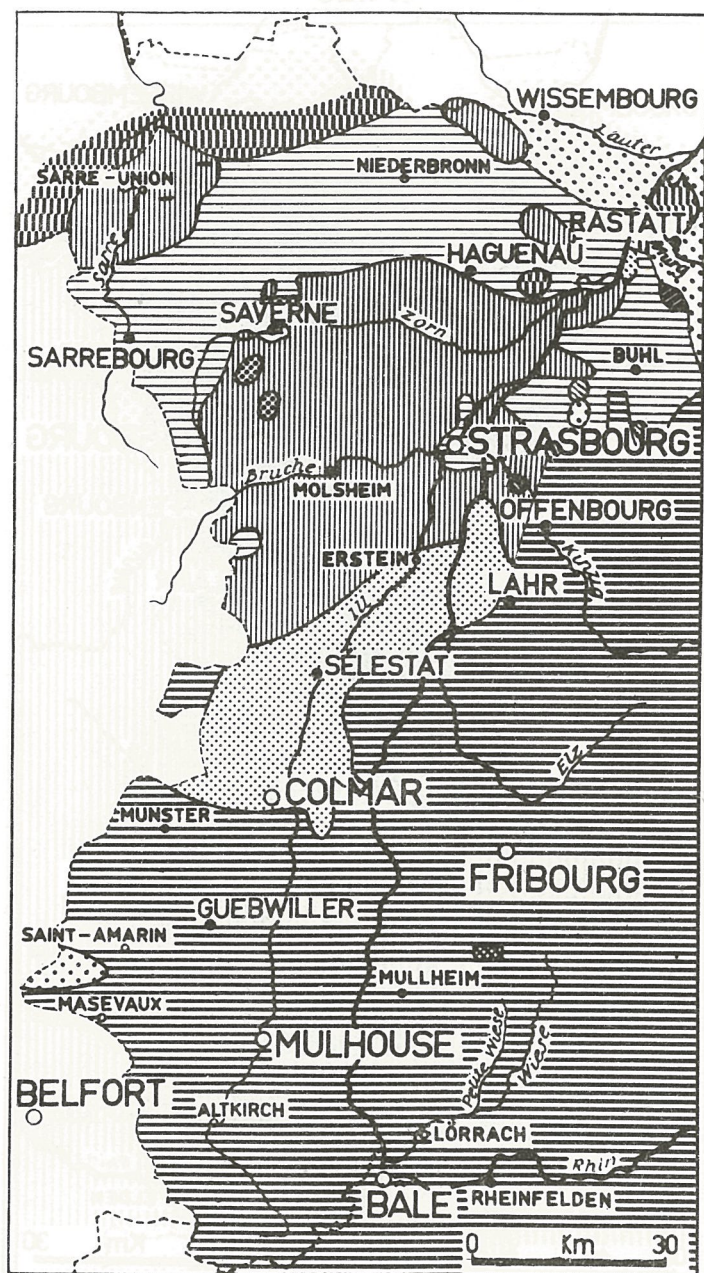 WISSEMBOURG
Lauter
NIEDERBRONN
SARRE-UNION
RASTATT
Murg
HAGUENAU
Sarre
SAVERNE
Zorn
SARREBOURG
BUHL
STRASBOURG
Bruche
MOLSHEIM
OFFENBOURG
ERSTEIN
Kinzig
LAHR
Ill
SELESTAT
Elz
COLMAR
MUNSTER
FRIBOURG
GUEBWILLER
SAINT-AMARIN
MULLHEIM
MASEVAUX
MULHOUSE
Petite Wiese
Wiese
BELFORT
ALTKIRCH
LÖRRACH
Rhin
BALE
RHEINFELDEN
0 Km 30